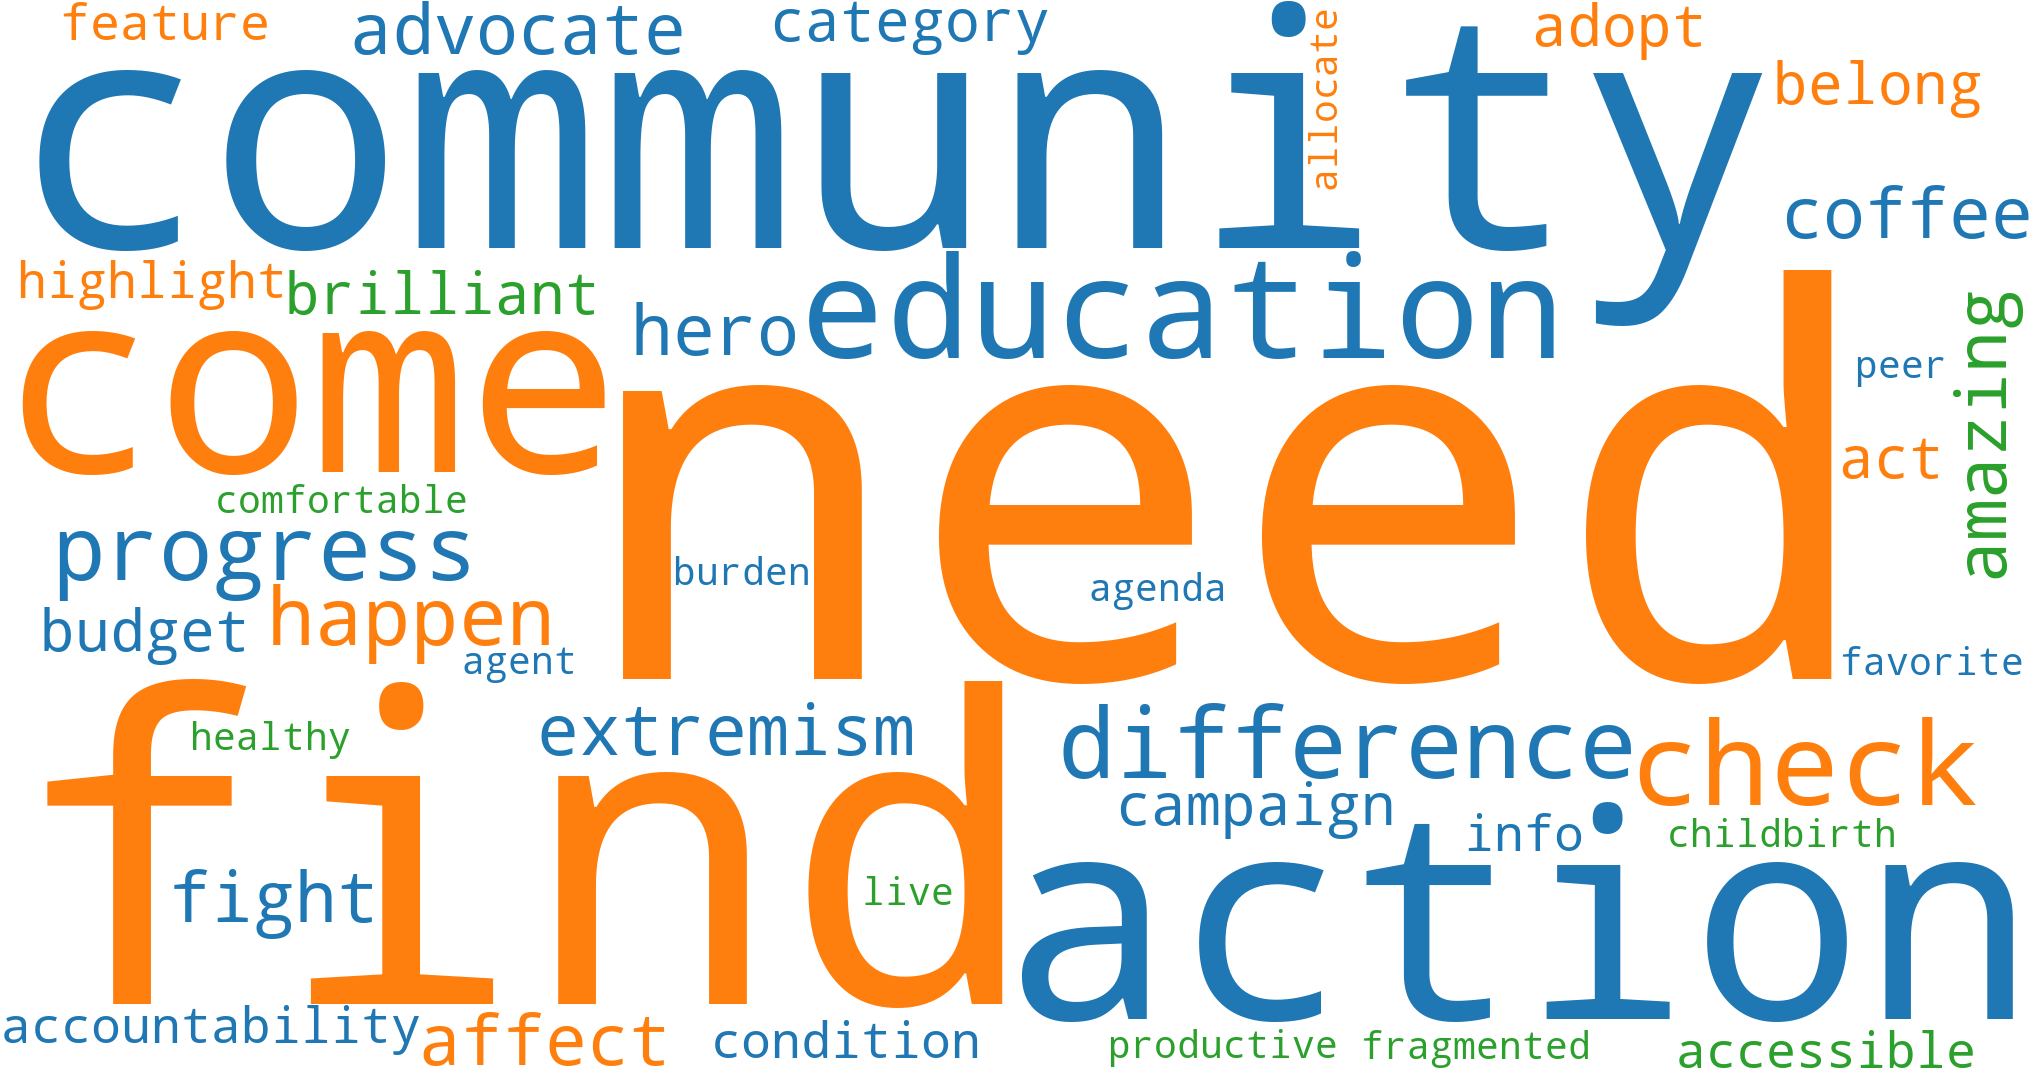 feature
advocate
category
allocate
adopt
community
belong
coffee
highlight
brilliant
hero
education
amazing
come
need
peer
act
comfortable
progress
burden
agenda
budget
happen
agent
favorite
find
healthy
extremism
difference
check
campaign
info
childbirth
fight
live
action
accountability
affect
condition
productive
fragmented
accessible